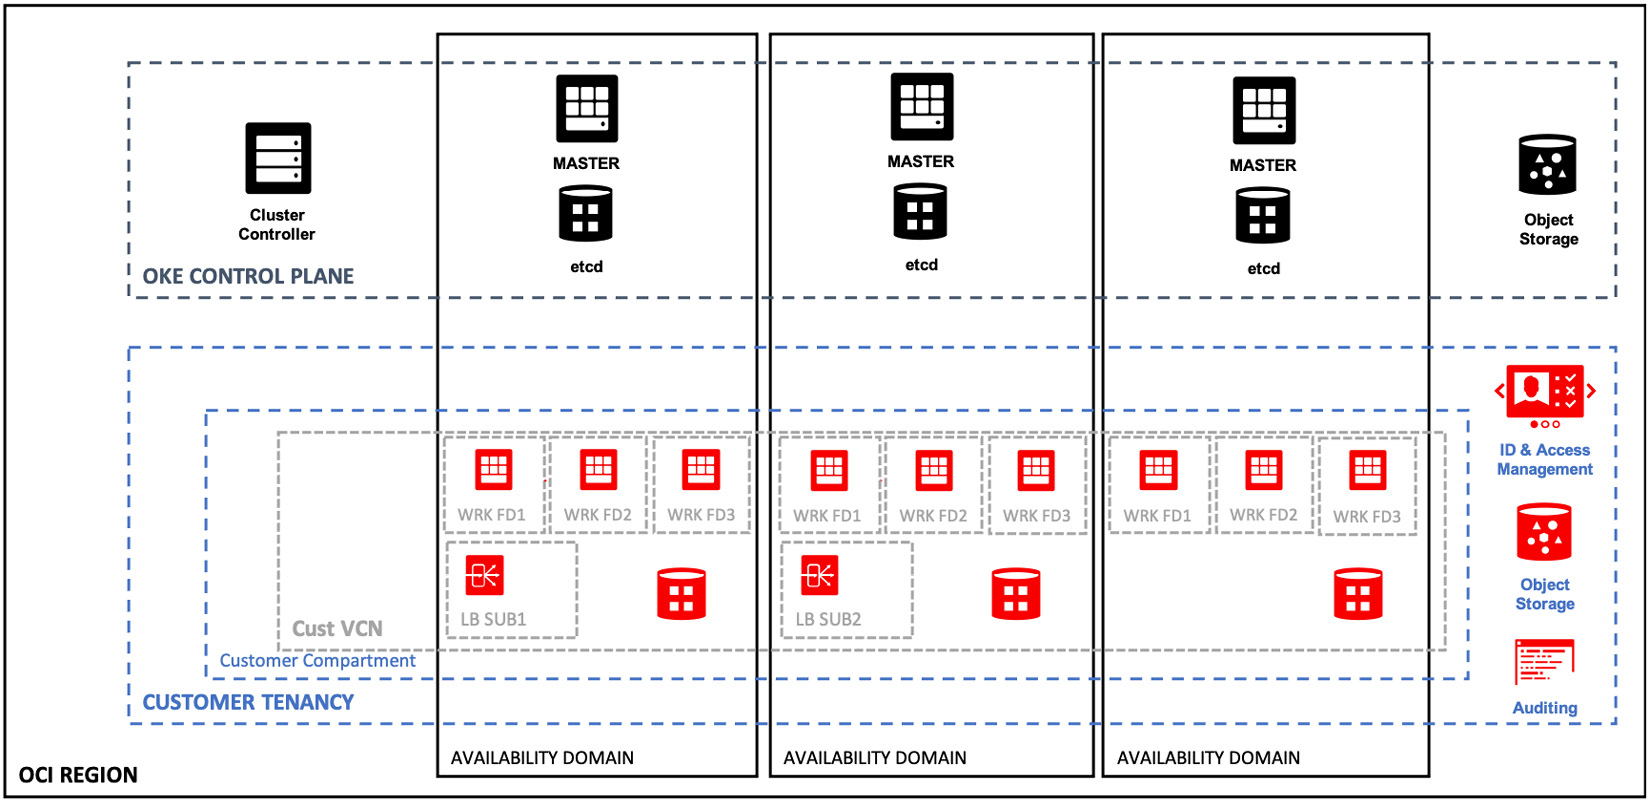 MASTER
MASTER
MASTER
Cluster
Controller
Object
Storage
etcd
etcd
etcd
OKE CONTROL PLANE
ID & Access
Management
WRK FD1
WRK FD2
WRK FD3
WRK FD1
WRK FD2
WRK FD3
WRK FD1
WRK FD2
WRK FD3
Object
Storage
LB SUB1
LB SUB2
Cust VCN
Customer Compartment
CUSTOMER TENANCY
Auditing
AVAILABILITY DOMAIN
AVAILABILITY DOMAIN
AVAILABILITY DOMAIN
OCI REGION